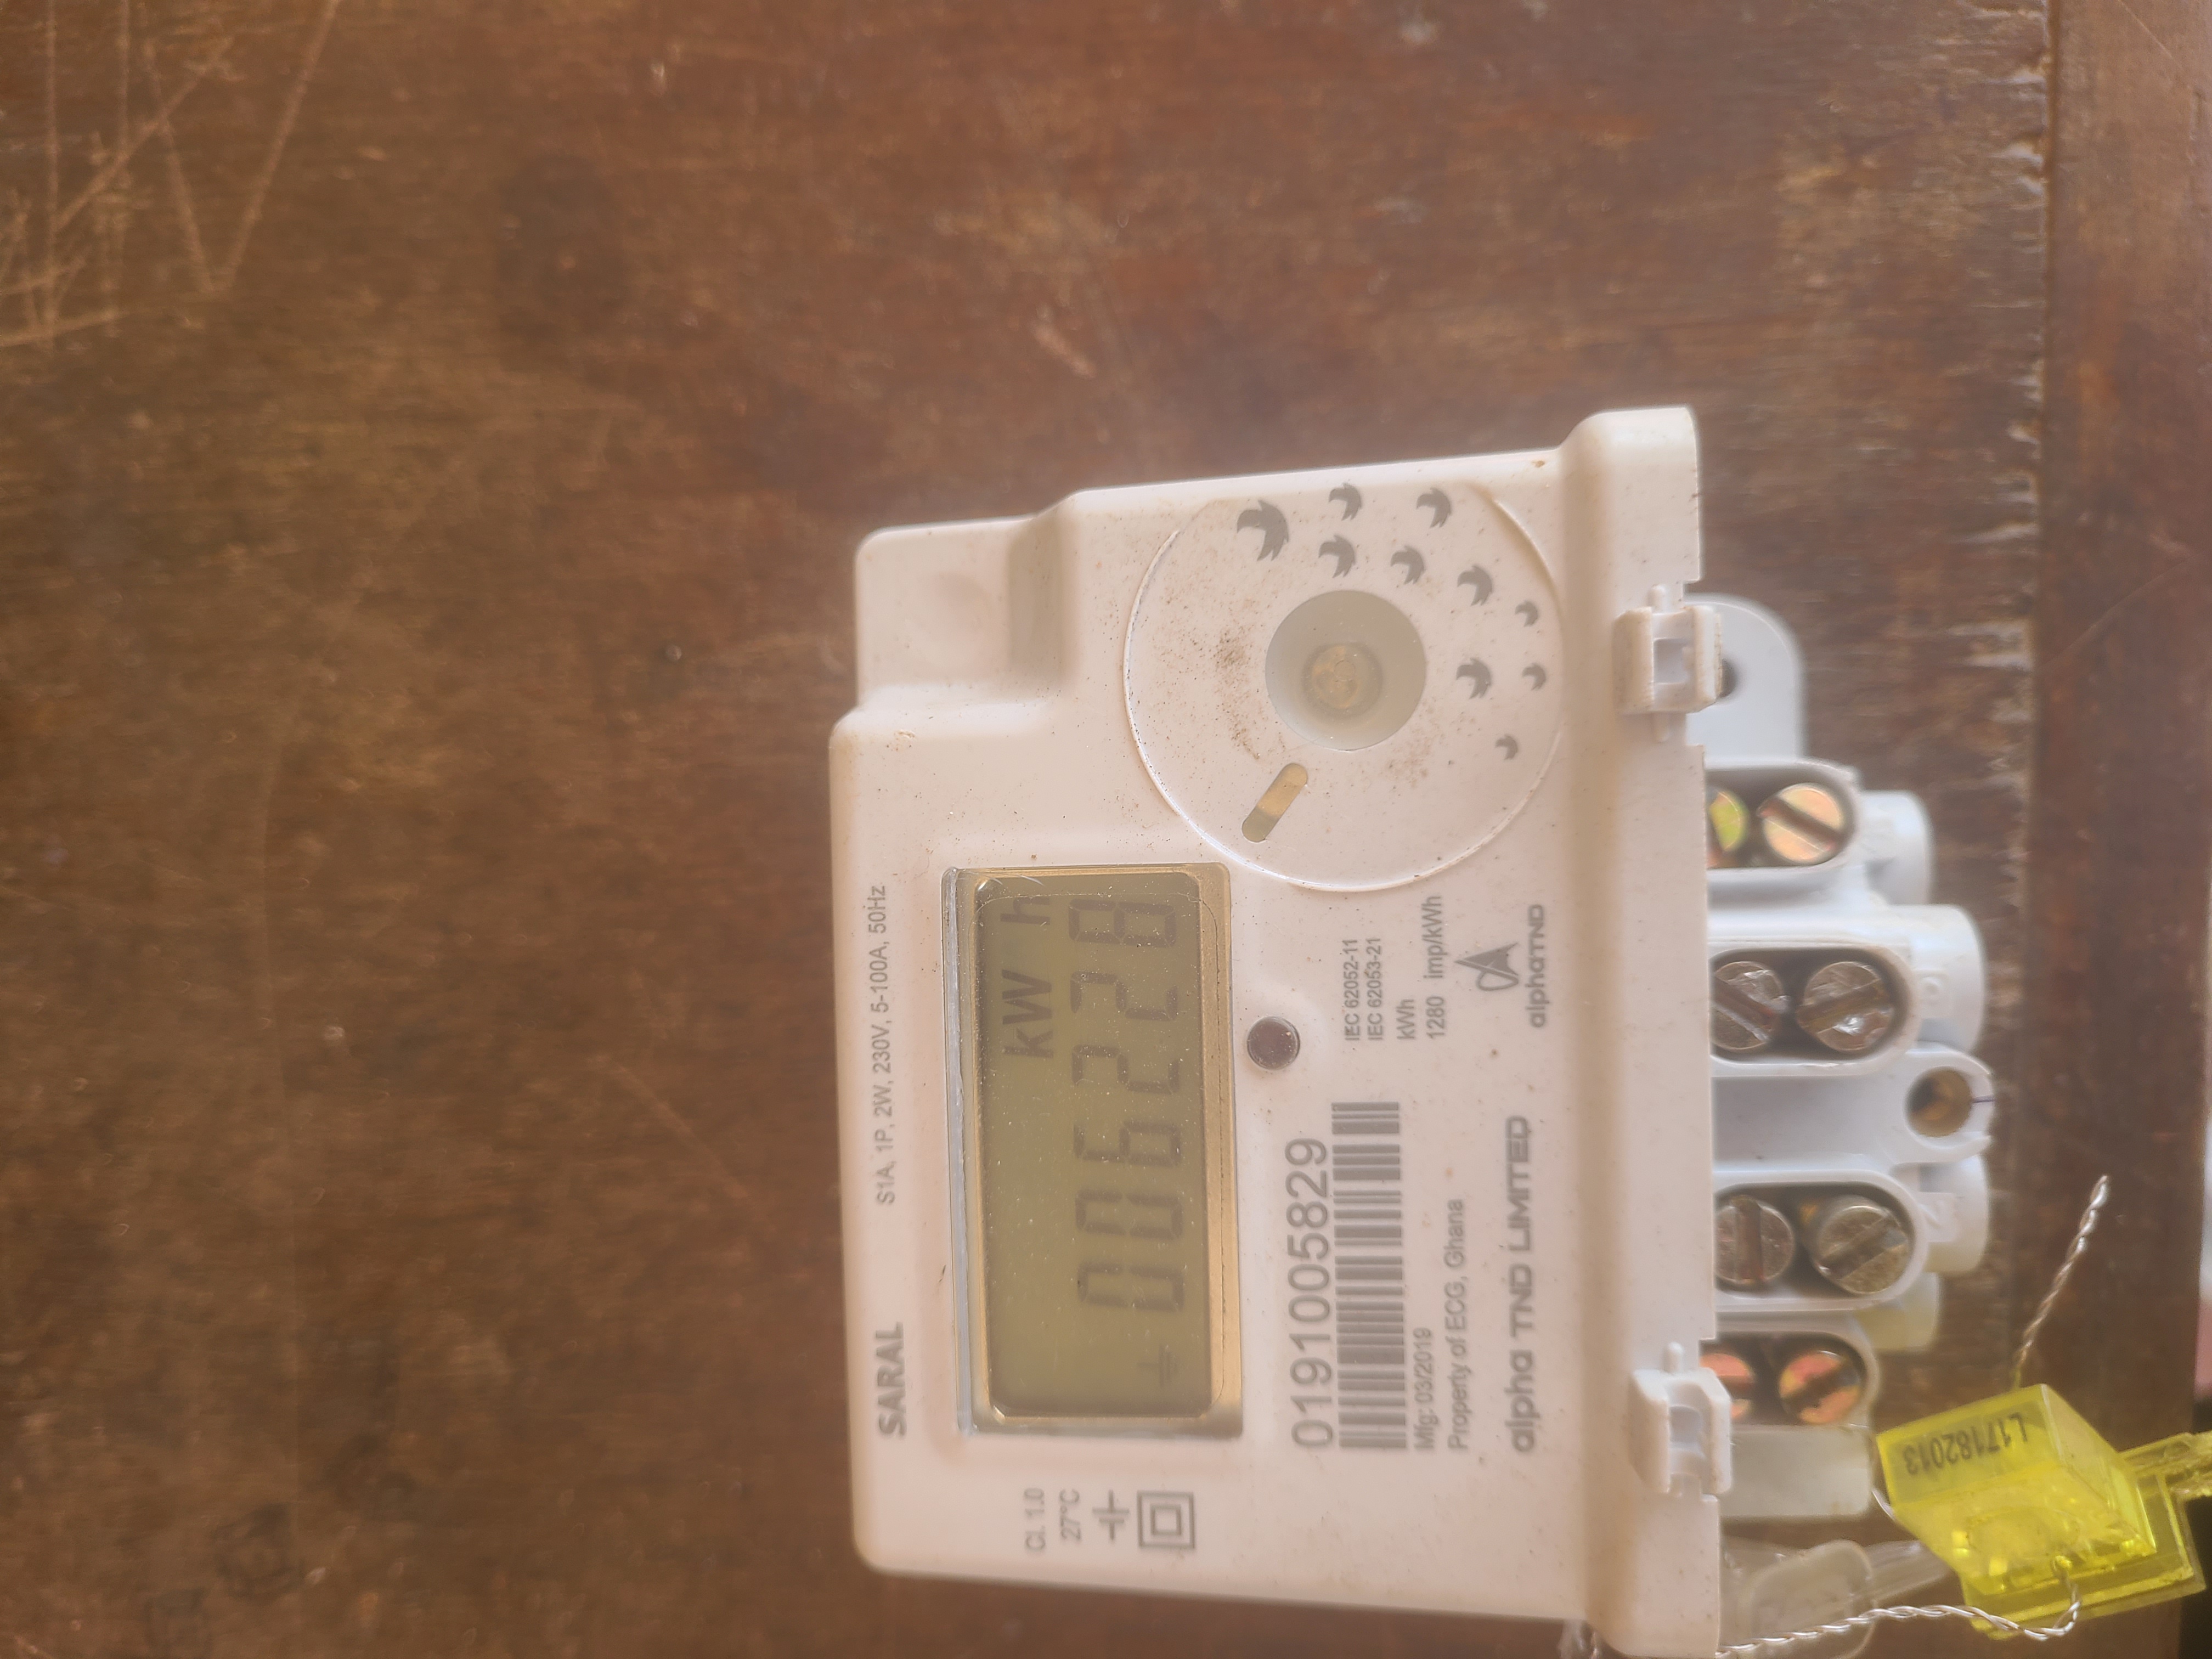 SARAL
S1A, 1P, 2W, 230V, 5-100A, 50Hz
kW h
006228
Cl. 1.0
27°C
0191005829
Mfg: 03/2019
Property of ECG, Ghana
alpha TND LIMITED
IEC 62052-11
IEC 62053-21
kWh
1280 imp/kWh
alphaTND
L17182013